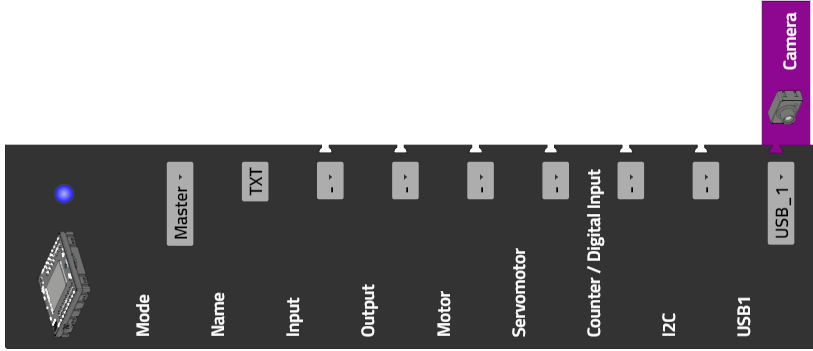 Mode
Master
Name
TXT
Input
-
Output
-
Motor
-
Servomotor
-
Counter / Digital Input
-
I2C
-
USB1
USB_1
Camera